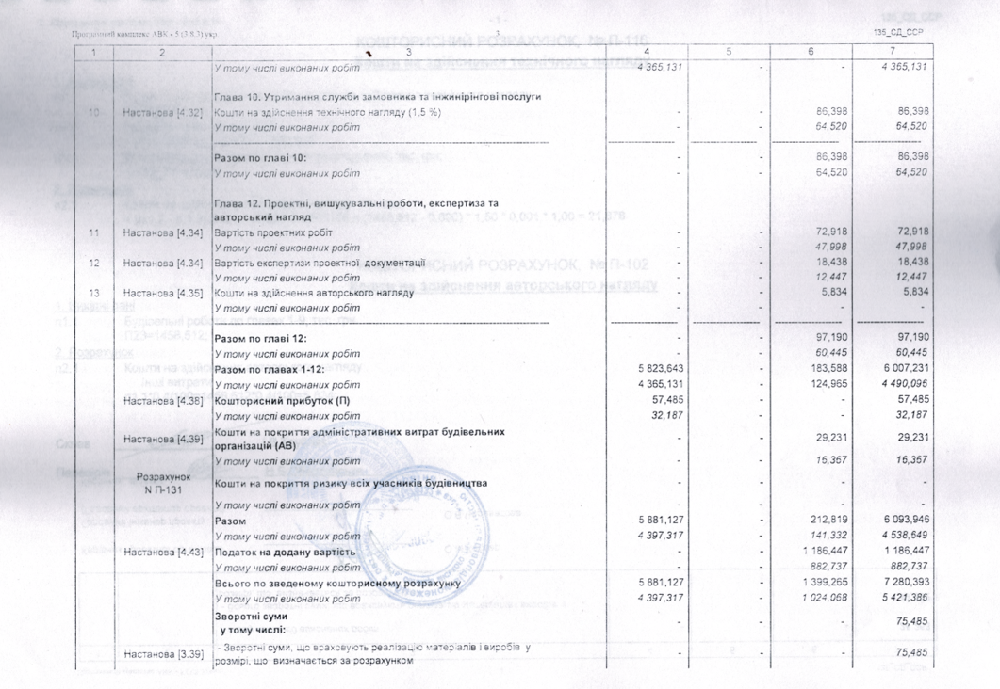 Програмний комплекс АВК - 5 (3.8.3) укр. 3 135_СД_ССР
1 2 3 4 5 6 7
У тому числі виконаних робіт 4 365,131 - - 4 365,131
Глава 10. Утримання служби замовника та інжинірінгові послуги
10 Настанова [4.32] Кошти на здійснення технічного нагляду (1,5 %) - - 86,398 86,398
У тому числі виконаних робіт - - 64,520 64,520
Разом по главі 10: - - 86,398 86,398
У тому числі виконаних робіт - - 64,520 64,520
Глава 12. Проектні, вишукувальні роботи, експертиза та
авторський нагляд
11 Настанова [4.34] Вартість проектних робіт - - 72,918 72,918
У тому числі виконаних робіт - - 47,998 47,998
12 Настанова [4.34] Вартість експертизи проектної документації - - 18,438 18,438
У тому числі виконаних робіт - - 12,447 12,447
13 Настанова [4.35] Кошти на здійснення авторського нагляду - - 5,834 5,834
У тому числі виконаних робіт - - - -
Разом по главі 12: - - 97,190 97,190
У тому числі виконаних робіт - - 60,445 60,445
Разом по главах 1-12: 5 823,643 - 183,588 6 007,231
У тому числі виконаних робіт 4 365,131 - 124,965 4 490,096
Настанова [4.38] Кошторисний прибуток (П) 57,485 - - 57,485
У тому числі виконаних робіт 32,187 - - 32,187
Настанова [4.39] Кошти на покриття адміністративних витрат будівельних
організацій (АВ) - - 29,231 29,231
У тому числі виконаних робіт - - 16,367 16,367
Розрахунок
N П-131 Кошти на покриття ризику всіх учасників будівництва - - - -
У тому числі виконаних робіт - - - -
Разом 5 881,127 - 212,819 6 093,946
У тому числі виконаних робіт 4 397,317 - 141,332 4 538,649
Настанова [4.43] Податок на додану вартість - - 1 186,447 1 186,447
У тому числі виконаних робіт - - 882,737 882,737
Всього по зведеному кошторисному розрахунку 5 881,127 - 1 399,265 7 280,393
У тому числі виконаних робіт 4 397,317 - 1 024,068 5 421,386
Зворотні суми
у тому числі: - - - 75,485
Настанова [3.39] - Зворотні суми, що враховують реалізацію матеріалів і виробів у
розмірі, що визначається за розрахунком - - - 75,485